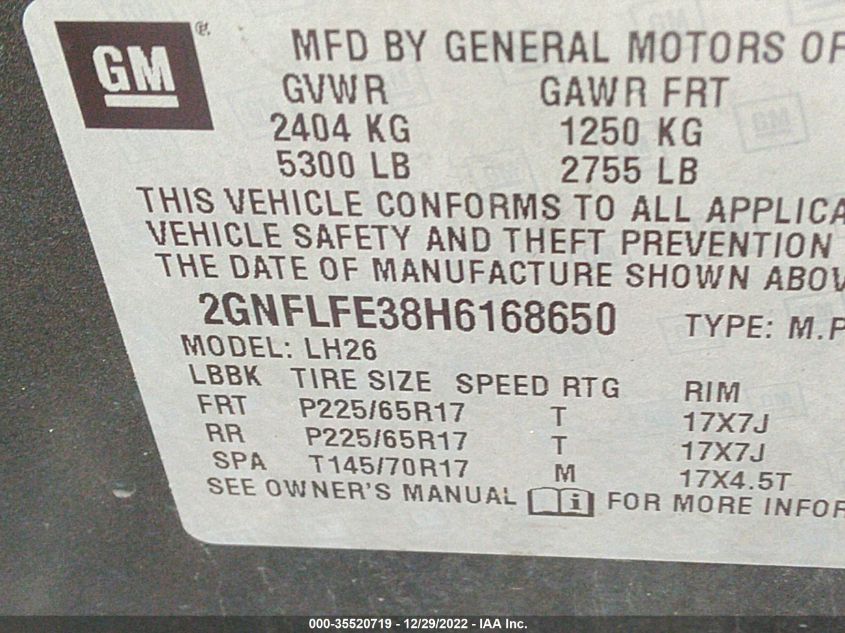 GM ®
MFD BY GENERAL MOTORS OF
GVWR GAWR FRT
2404 KG 1250 KG
5300 LB 2755 LB
THIS VEHICLE CONFORMS TO ALL APPLICA
VEHICLE SAFETY AND THEFT PREVENTION
THE DATE OF MANUFACTURE SHOWN ABOV
2GNFLFE38H6168650 TYPE: M.P
MODEL: LH26
LBBK TIRE SIZE SPEED RTG RIM
FRT P225/65R17 T 17X7J
RR P225/65R17 T 17X7J
SPA T145/70R17 M 17X4.5T
SEE OWNER'S MANUAL i FOR MORE INFOR
000-35520719 - 12/29/2022 - IAA Inc.